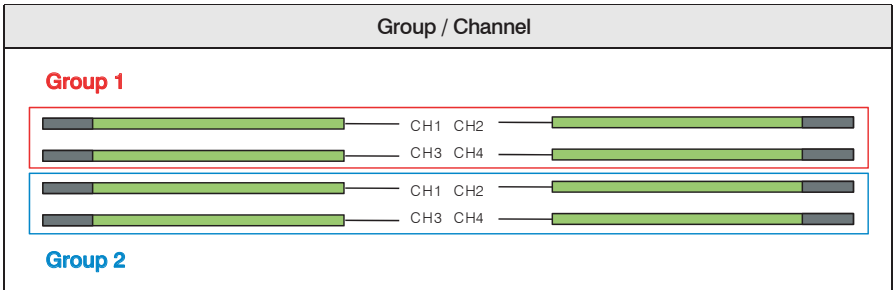 Group / Channel
Group 1
CH1 CH2
CH3 CH4
CH1 CH2
CH3 CH4
Group 2